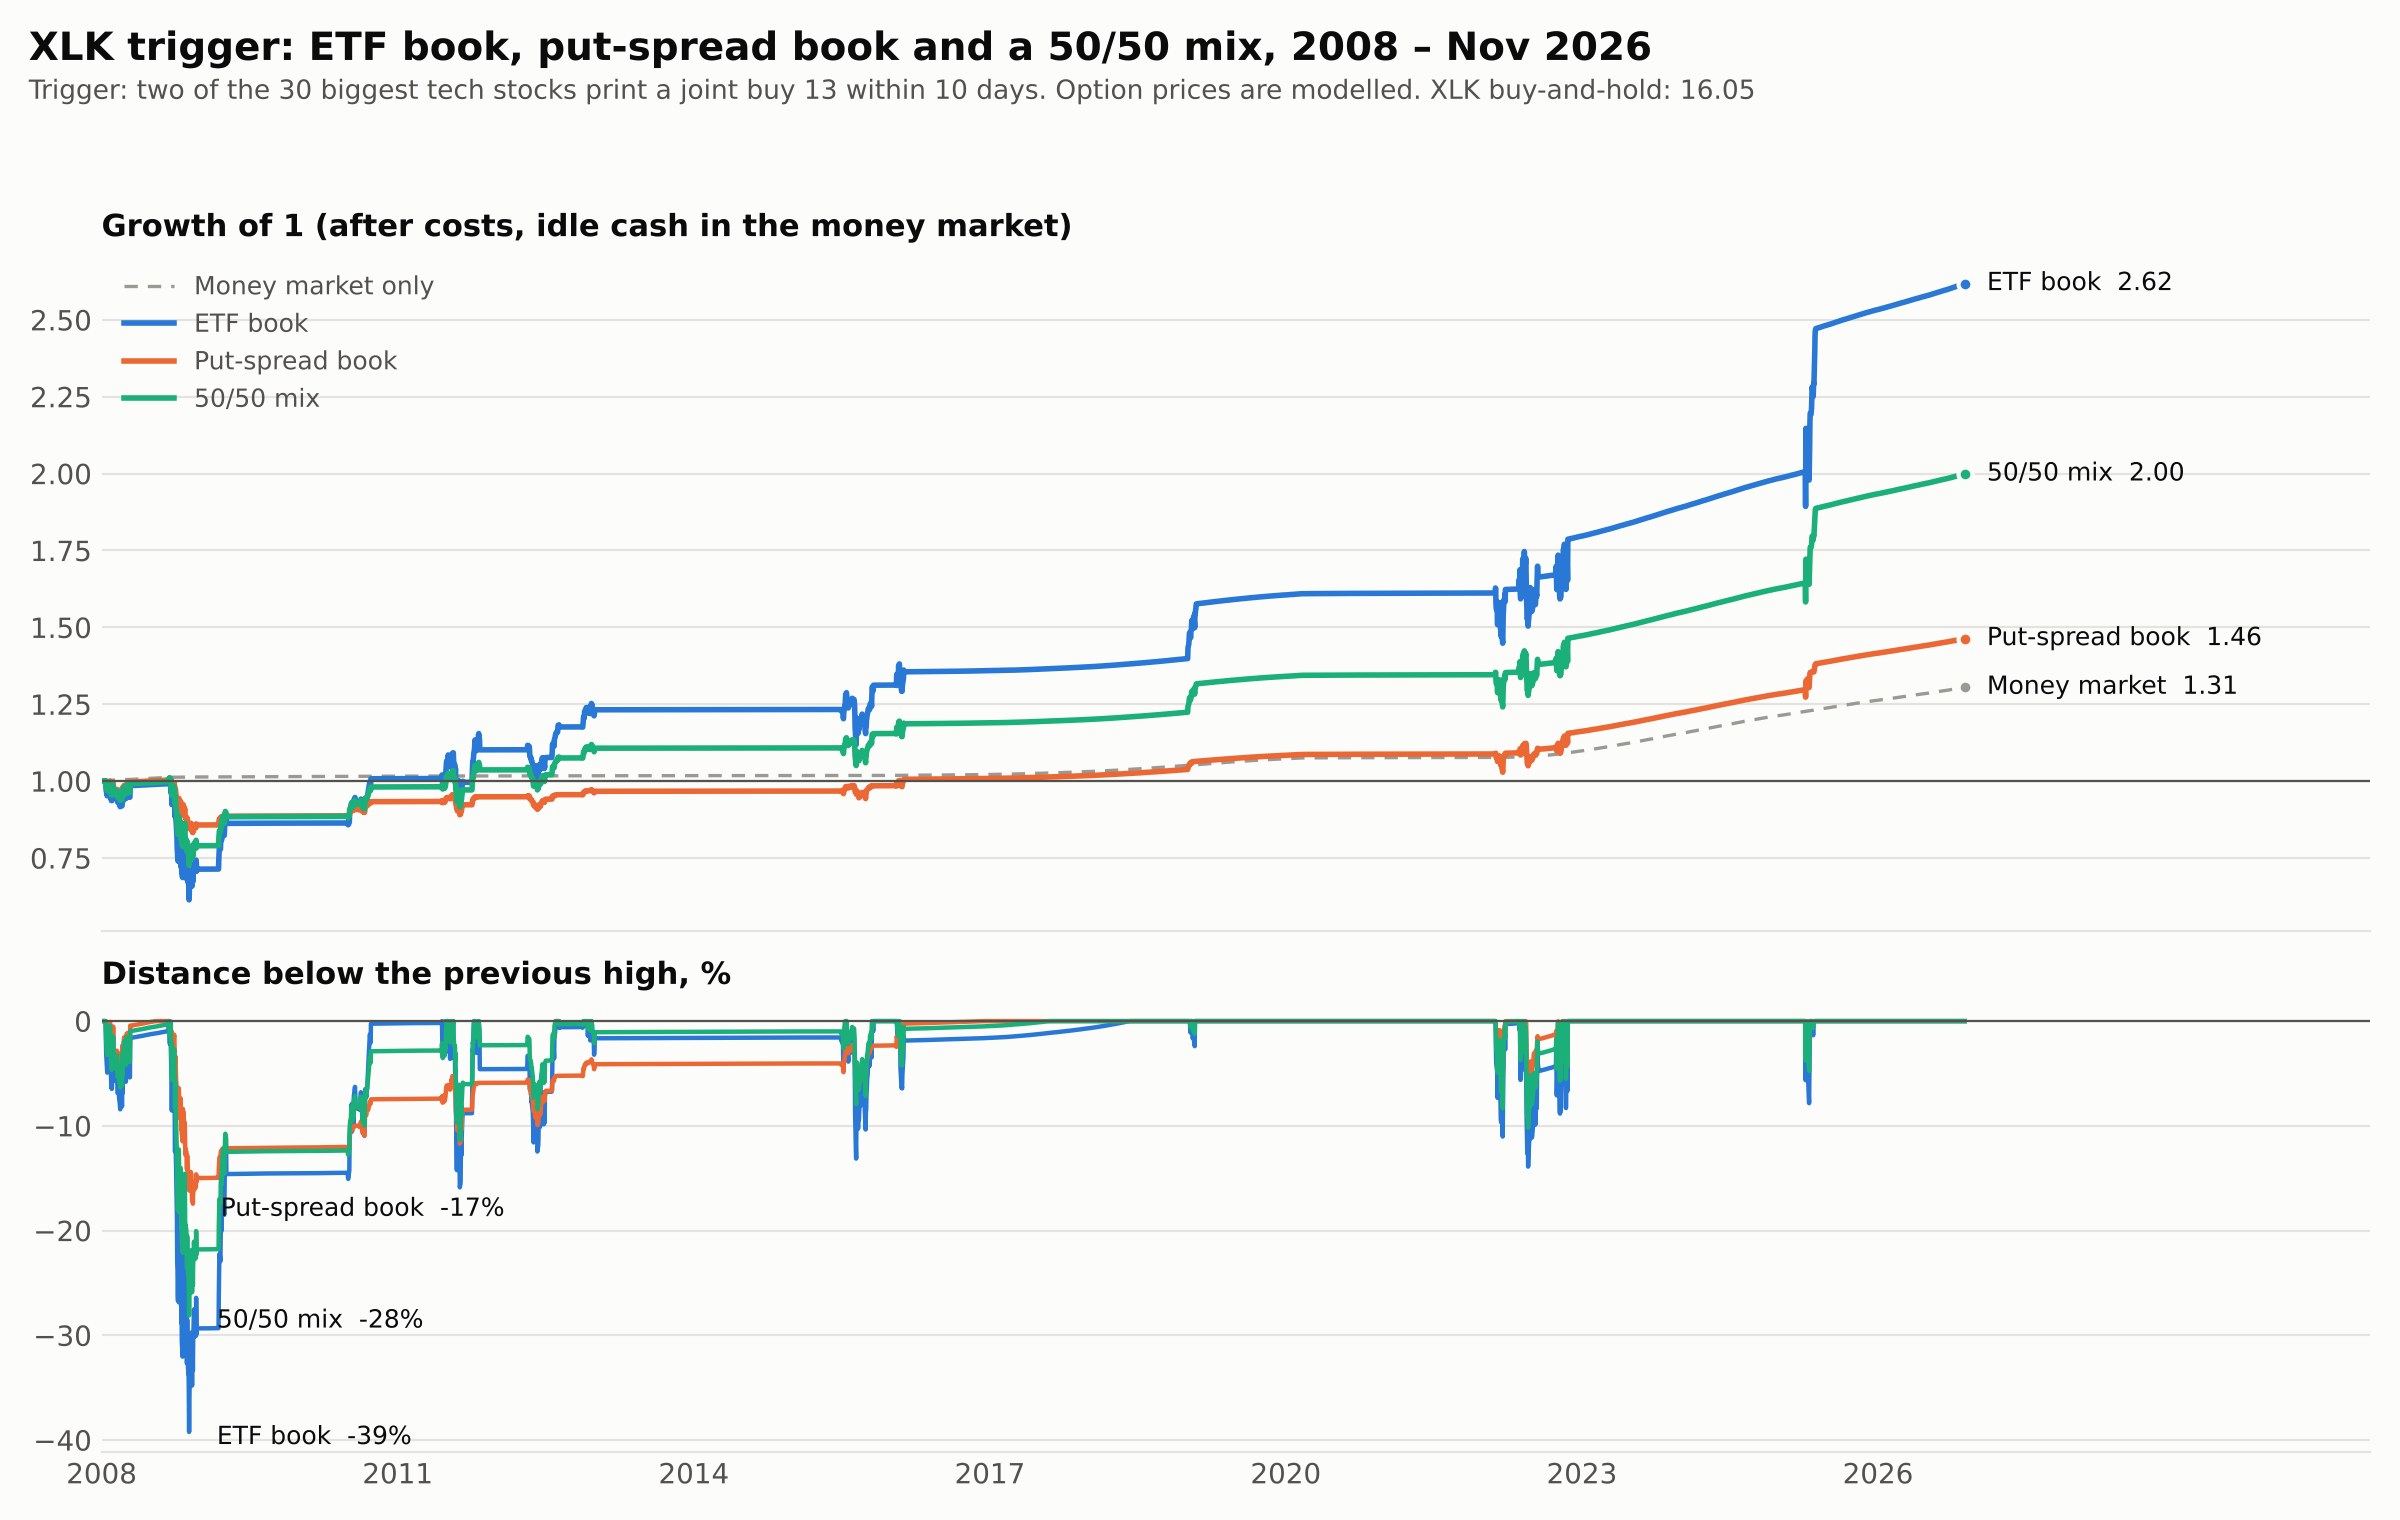 XLK trigger: ETF book, put-spread book and a 50/50 mix, 2008 – Nov 2026
Trigger: two of the 30 biggest tech stocks print a joint buy 13 within 10 days. Option prices are modelled. XLK buy-and-hold: 16.05
Growth of 1 (after costs, idle cash in the money market)
Money market only
ETF book
Put-spread book
50/50 mix
2.50
2.25
2.00
1.75
1.50
1.25
1.00
0.75
ETF book 2.62
50/50 mix 2.00
Put-spread book 1.46
Money market 1.31
Distance below the previous high, %
0
−10
−20
−30
−40
Put-spread book -17%
50/50 mix -28%
ETF book -39%
2008 2011 2014 2017 2020 2023 2026